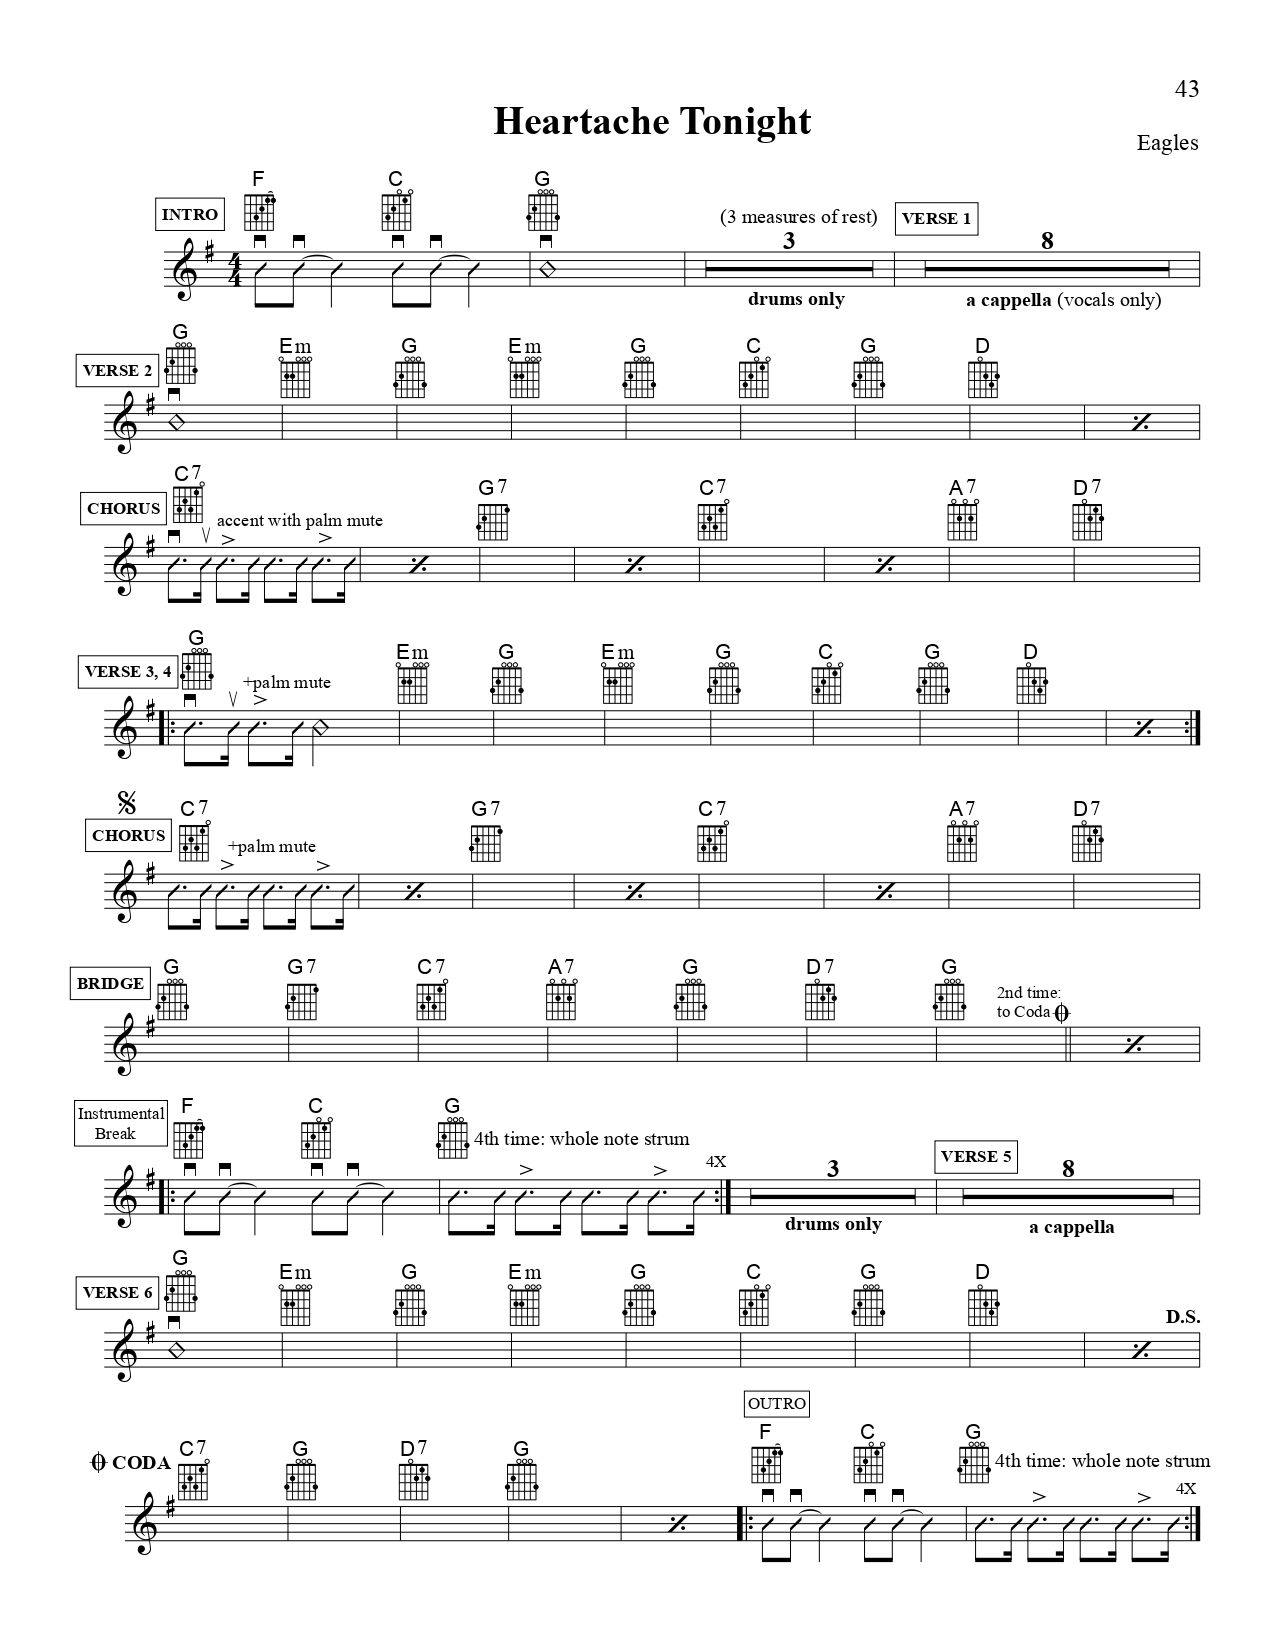 43
Heartache Tonight
Eagles
F C G
INTRO (3 measures of rest) VERSE 1
4 4 3 8
drums only a cappella (vocals only)
G Em G Em G C G D
VERSE 2
C7 G7 C7 A7 D7
CHORUS accent with palm mute
G Em G Em G C G D
VERSE 3, 4 +palm mute
C7 G7 C7 A7 D7
CHORUS +palm mute
G G7 C7 A7 G D7 G
BRIDGE 2nd time:
to Coda
F C G
Instrumental
Break
4th time: whole note strum
4X 3 VERSE 5 8
drums only a cappella
G Em G Em G C G D
VERSE 6
D.S.
OUTRO
C7 G D7 G F C G
CODA 4th time: whole note strum
4X